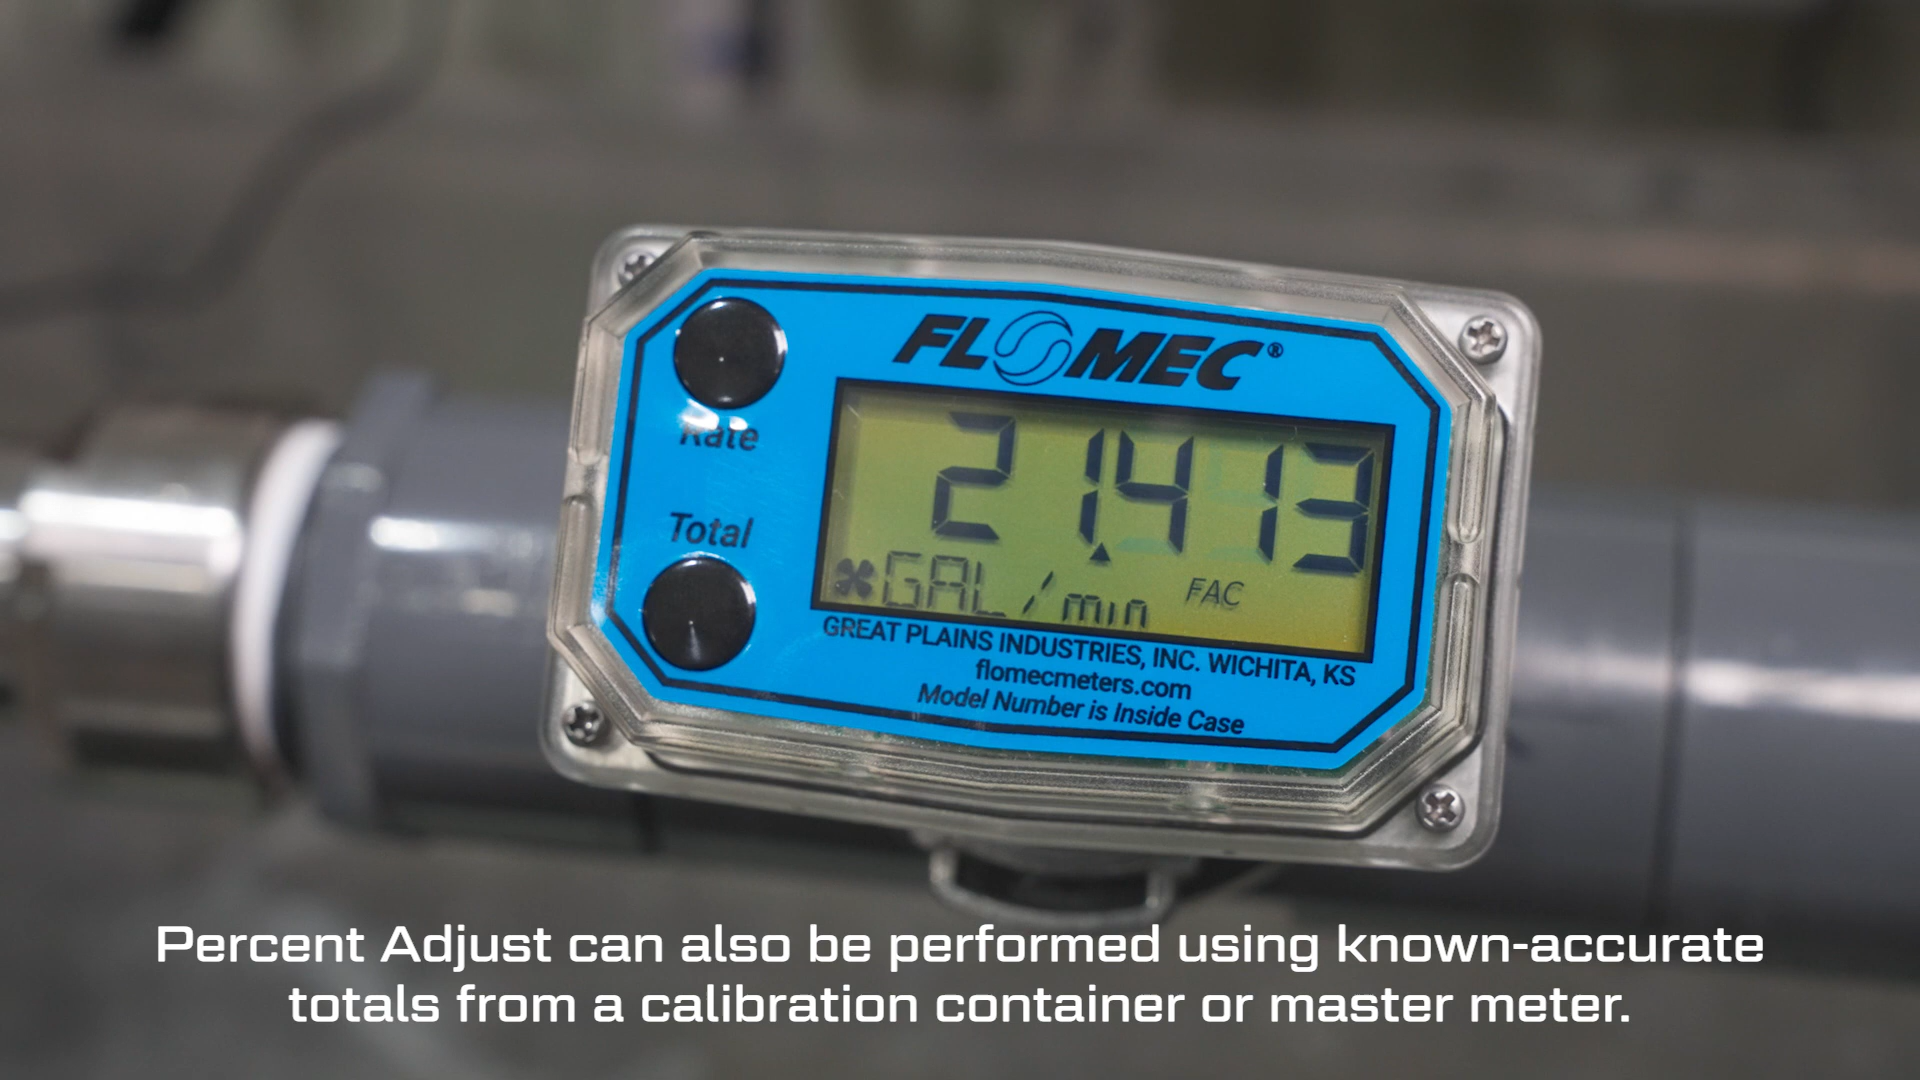 FLOMEC®
Rate
21.413
Total
GAL/min FAC
GREAT PLAINS INDUSTRIES, INC. WICHITA, KS
flomecmeters.com
Model Number is Inside Case
Percent Adjust can also be performed using known-accurate
totals from a calibration container or master meter.